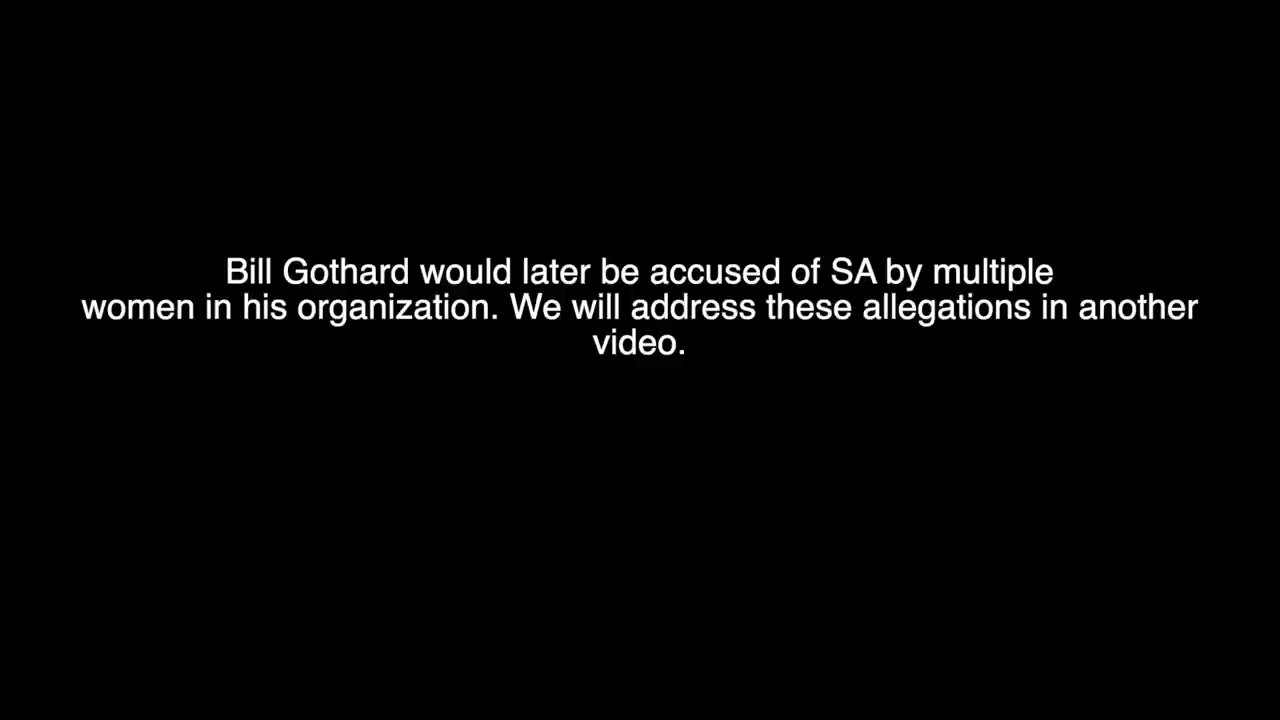 Bill Gothard would later be accused of SA by multiple
women in his organization. We will address these allegations in another
video.